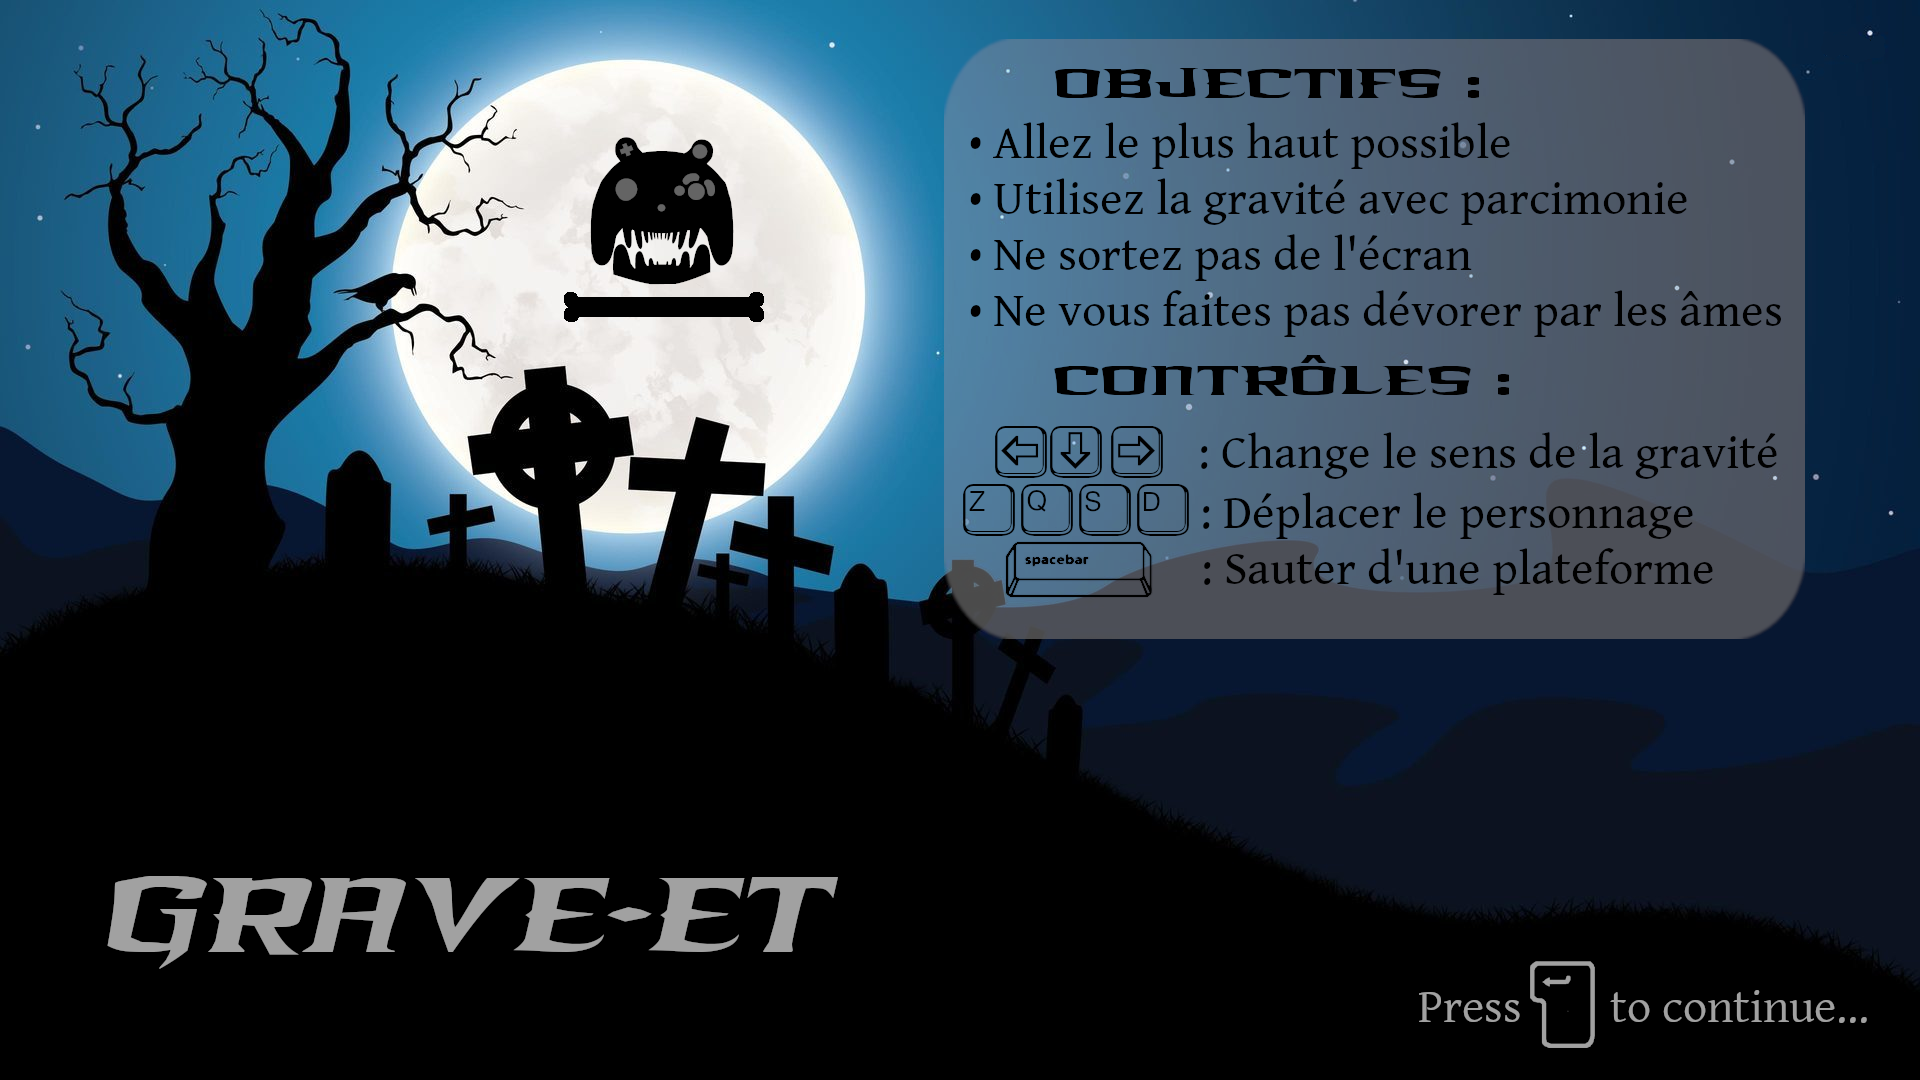 OBJECTIFS :
• Allez le plus haut possible
• Utilisez la gravité avec parcimonie
• Ne sortez pas de l'écran
• Ne vous faites pas dévorer par les âmes
CONTRÔLES :
: Change le sens de la gravité
Z Q S D : Déplacer le personnage
spacebar : Sauter d'une plateforme
GRAVE-ET
Press to continue...